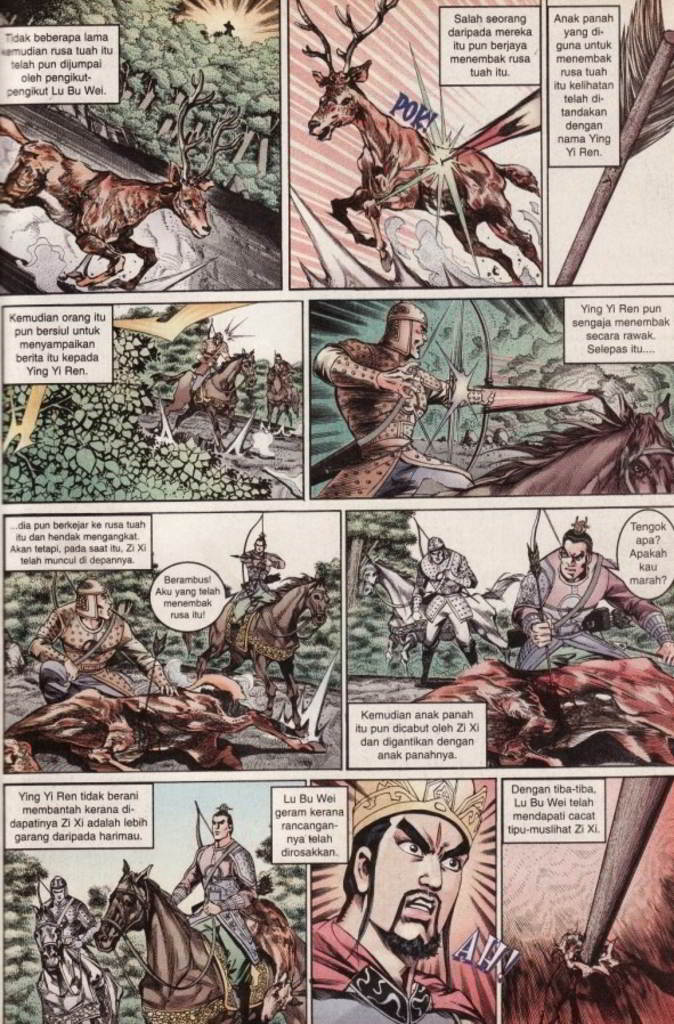 Tidak beberapa lama
kemudian rusa tuah itu
telah pun dijumpai
oleh pengikut-
pengikut Lu Bu Wei.
Salah seorang
daripada mereka
itu pun berjaya
menembak rusa
tuah itu.
POK!
Anak panah
yang di-
guna untuk
menembak
rusa tuah
itu kelihatan
telah di-
tandakan
dengan
nama Ying
Yi Ren.
Kemudian orang itu
pun bersiul untuk
menyampaikan
berita itu kepada
Ying Yi Ren.
Ying Yi Ren pun
sengaja menembak
secara rawak.
Selepas itu....
...dia pun berkejar ke rusa tuah
itu dan hendak mengangkat.
Akan tetapi, pada saat itu, Zi Xi
telah muncul di depannya.
Berambus!
Aku yang telah
menembak
rusa itu!
Tengok
apa?
Apakah
kau
marah?
Kemudian anak panah
itu pun dicabut oleh Zi Xi
dan digantikan dengan
anak panahnya.
Ying Yi Ren tidak berani
membantah kerana di-
dapatinya Zi Xi adalah lebih
garang daripada harimau.
Lu Bu Wei
geram kerana
rancangan-
nya telah
dirosakkan.
AH!!
Dengan tiba-tiba,
Lu Bu Wei telah
mendapati cacat
tipu-muslihat Zi Xi.